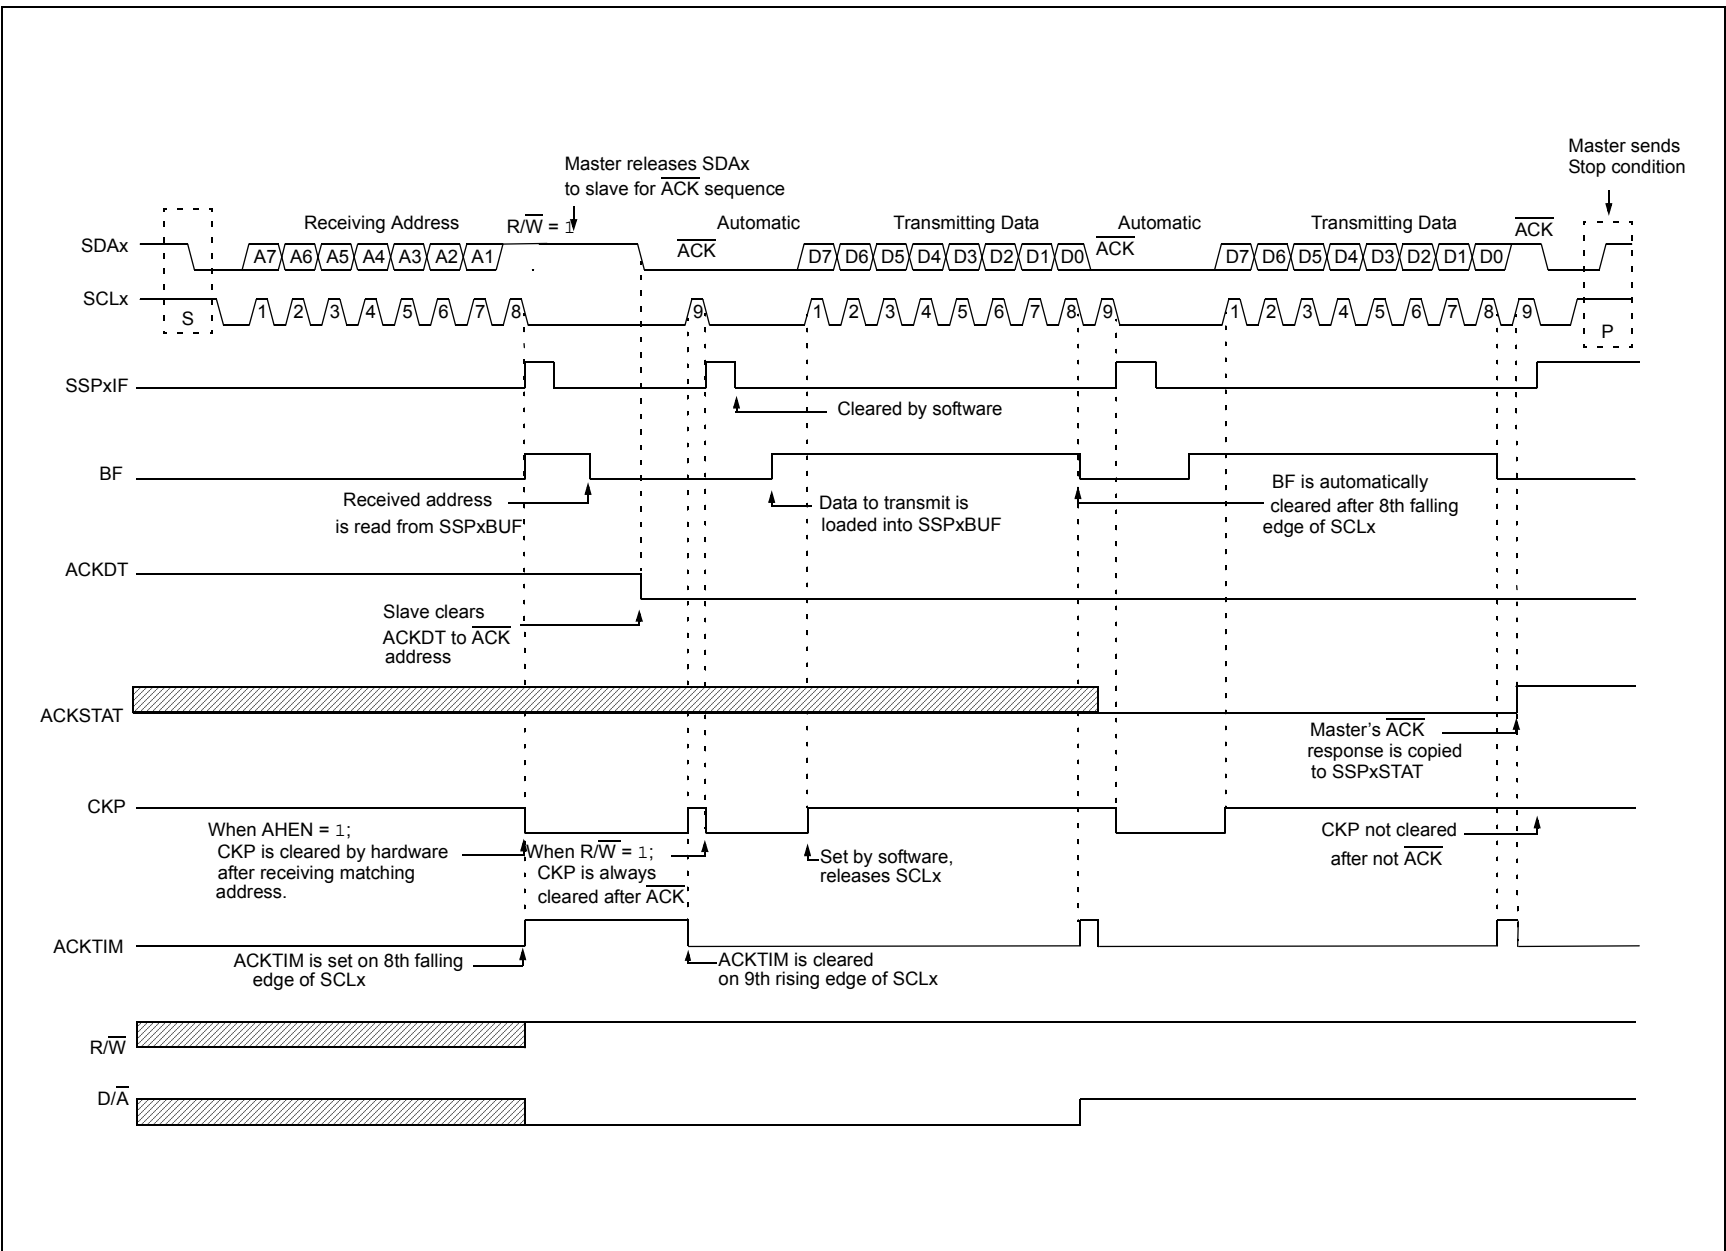 Master releases SDAx
to slave for ACK sequence
Master sends
Stop condition
Receiving Address
R/W = 1
Automatic
Transmitting Data
Automatic
Transmitting Data
ACK
SDAx
A7 A6 A5 A4 A3 A2 A1
ACK
D7 D6 D5 D4 D3 D2 D1 D0
ACK
D7 D6 D5 D4 D3 D2 D1 D0
SCLx
S
1 2 3 4 5 6 7 8 9 1 2 3 4 5 6 7 8 9 1 2 3 4 5 6 7 8 9
P
SSPxIF
Cleared by software
BF
Received address
is read from SSPxBUF
Data to transmit is
loaded into SSPxBUF
BF is automatically
cleared after 8th falling
edge of SCLx
ACKDT
Slave clears
ACKDT to ACK
address
ACKSTAT
Master's ACK
response is copied
to SSPxSTAT
CKP
When AHEN = 1;
CKP is cleared by hardware
after receiving matching
address.
When R/W = 1;
CKP is always
cleared after ACK
Set by software,
releases SCLx
CKP not cleared
after not ACK
ACKTIM
ACKTIM is set on 8th falling
edge of SCLx
ACKTIM is cleared
on 9th rising edge of SCLx
R/W
D/A